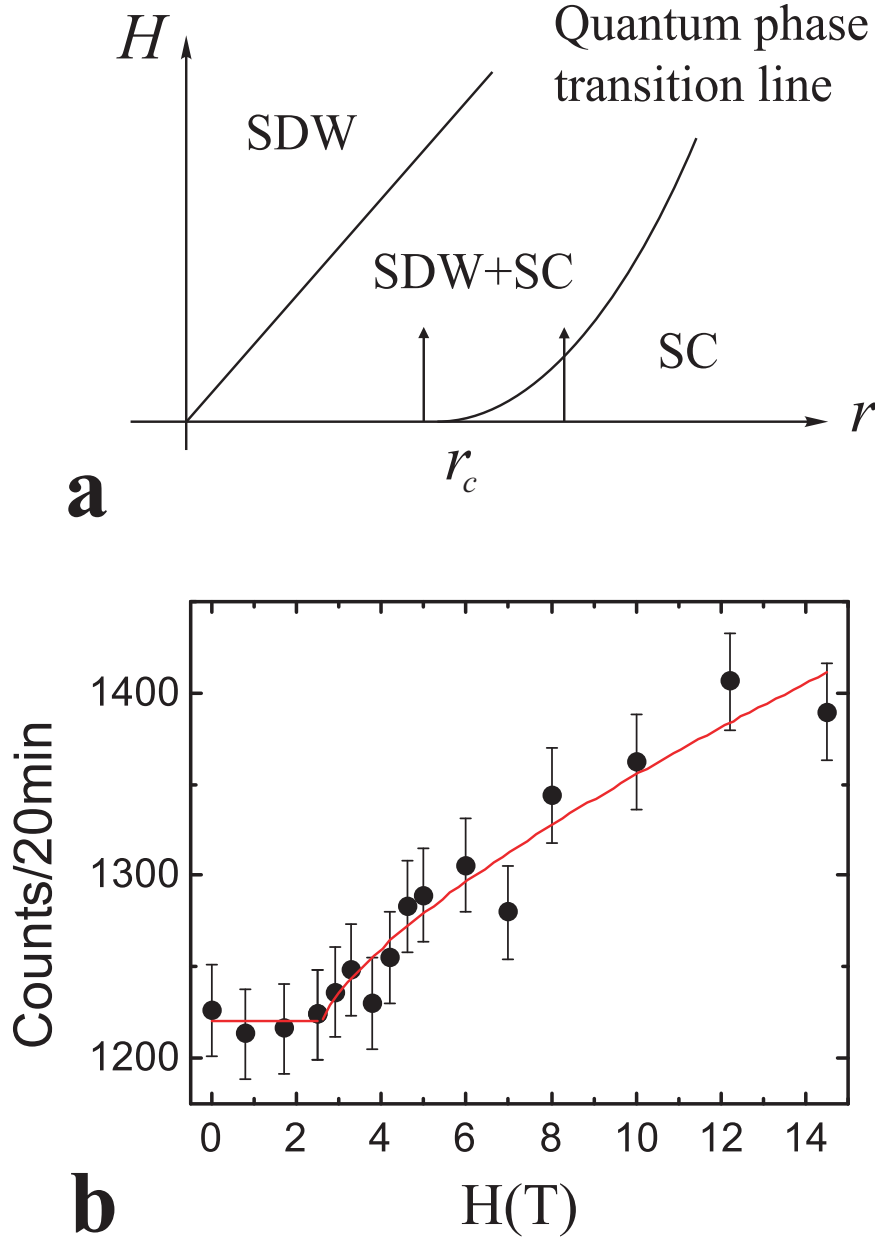 H
Quantum phase
transition line
SDW
SDW+SC
SC
r
r_c
a
1400
1300
1200
Counts/20min
0 2 4 6 8 10 12 14
H(T)
b